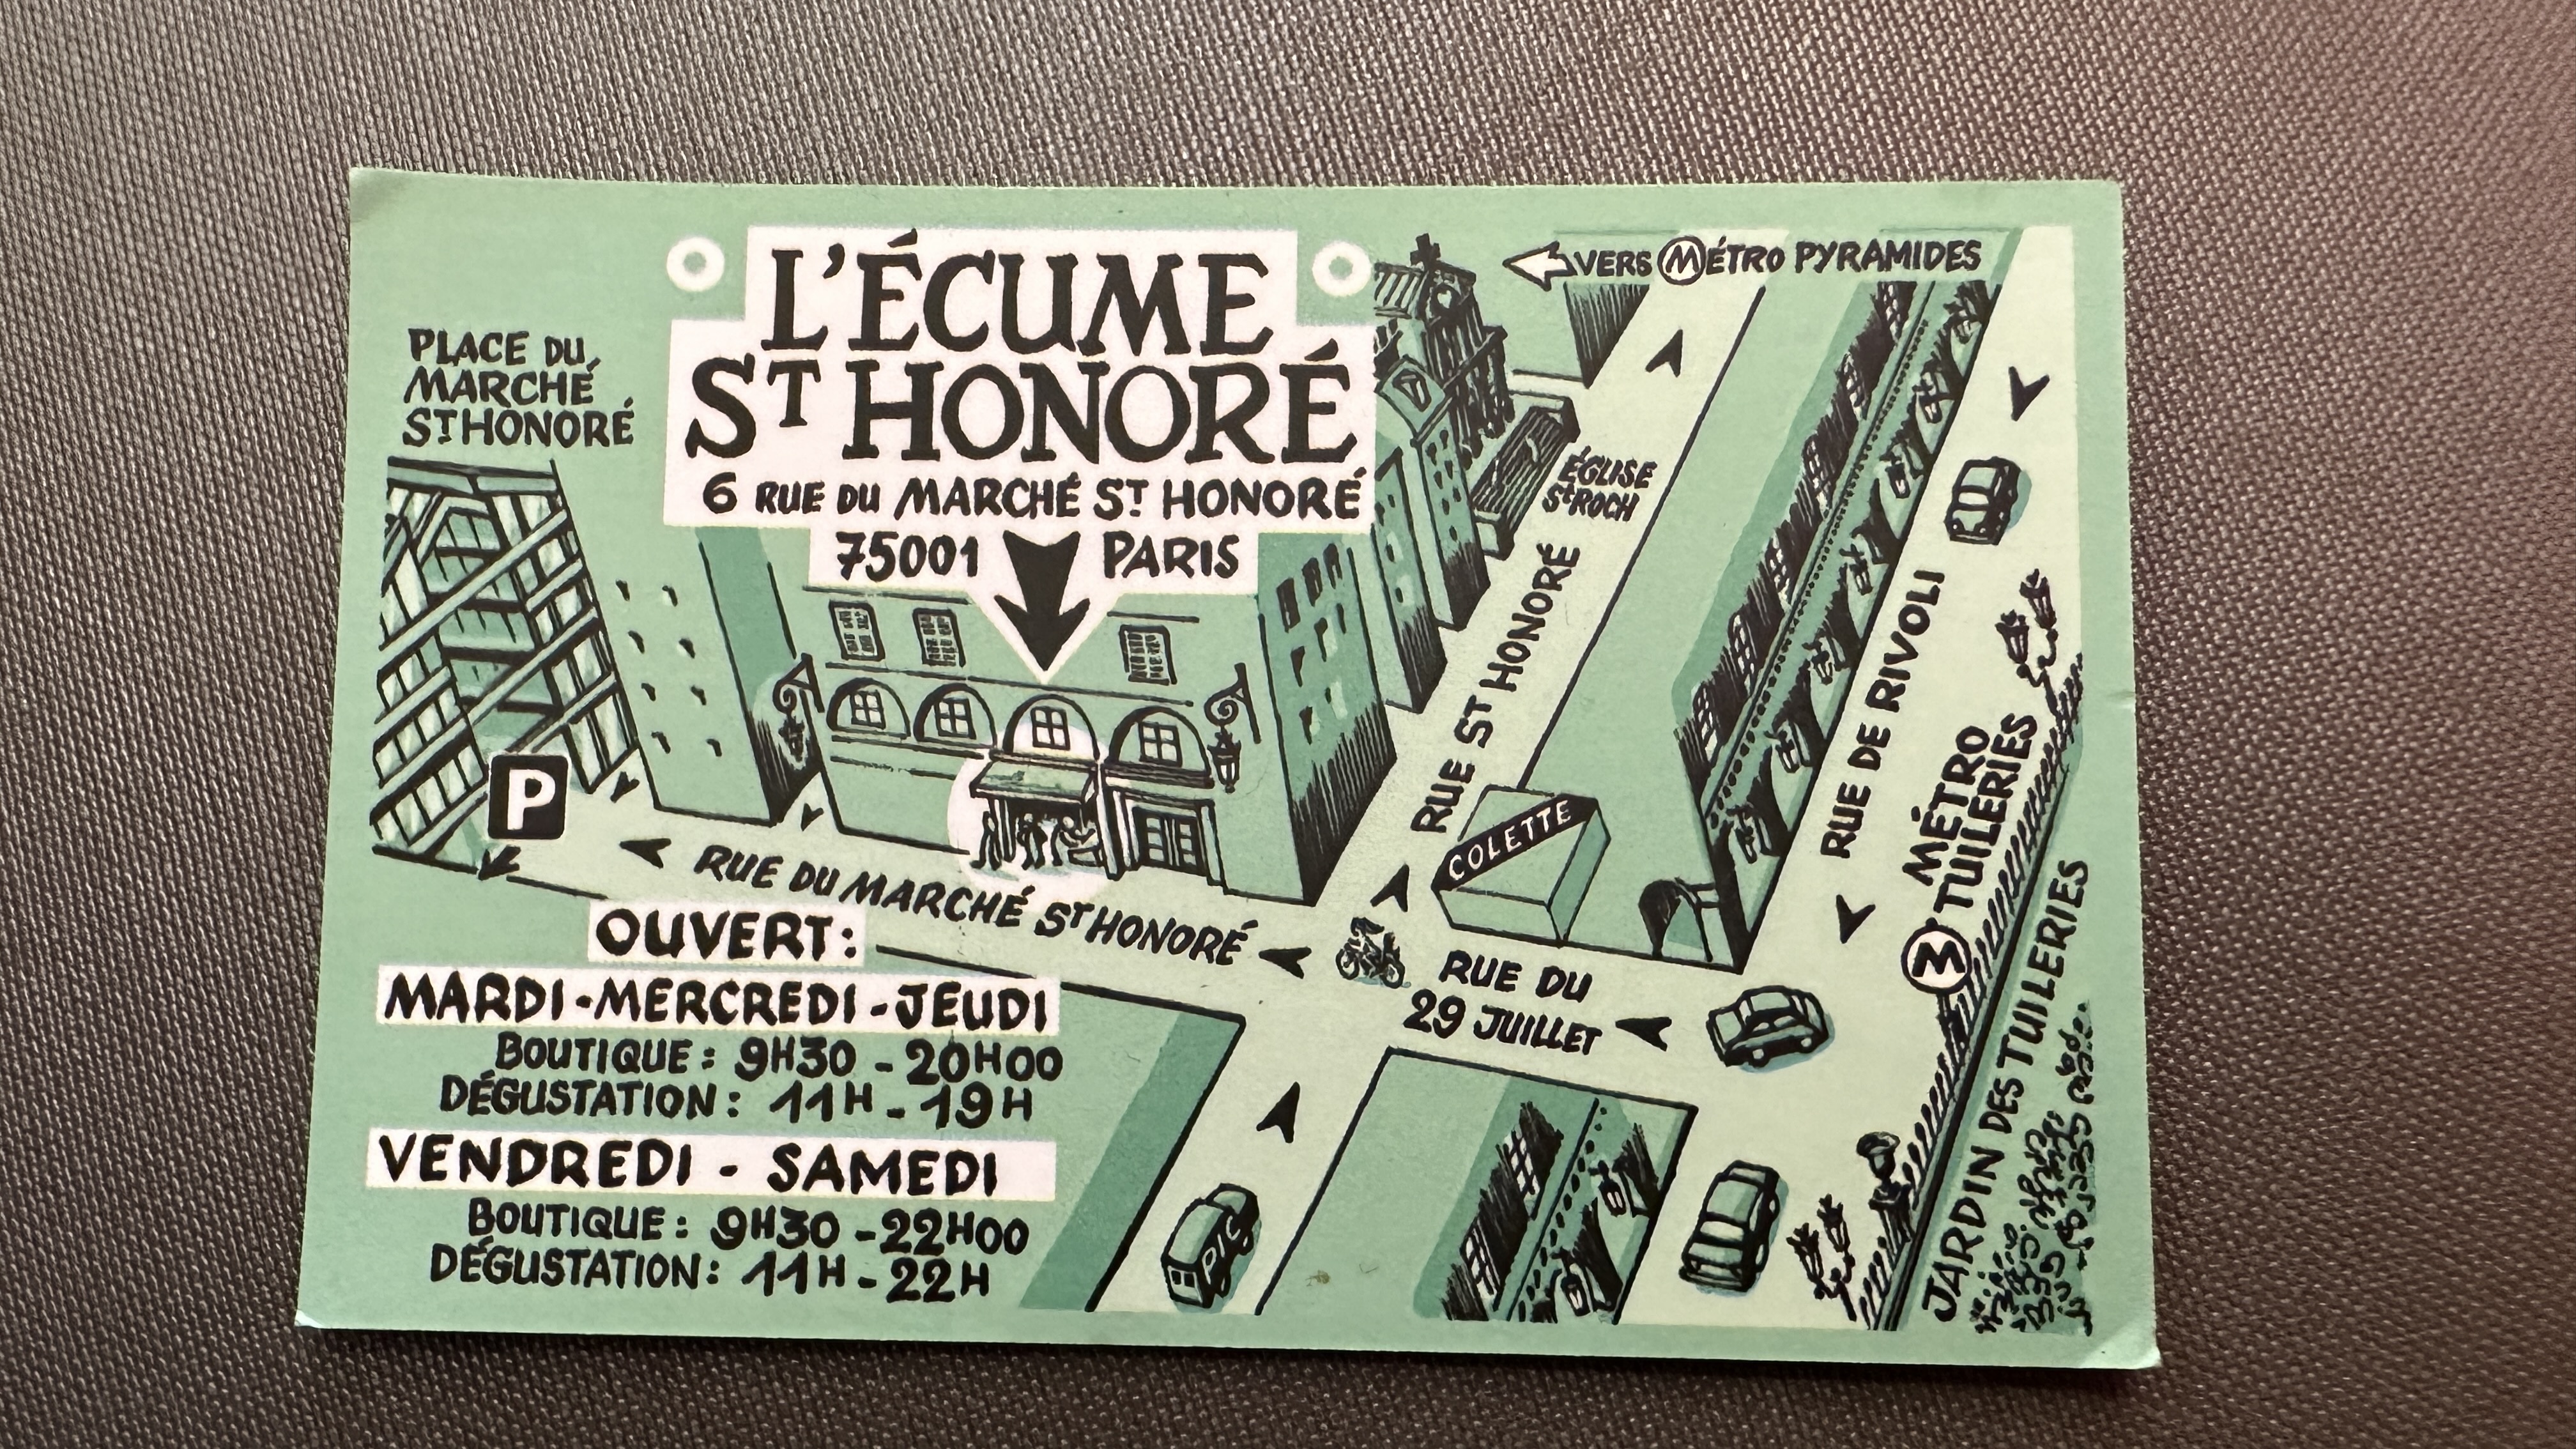 L'ÉCUME
ST HONORÉ
6 RUE DU MARCHÉ ST HONORÉ
75001 PARIS
VERS MÉTRO PYRAMIDES
PLACE DU
MARCHÉ
ST HONORÉ
ÉGLISE
ST ROCH
RUE ST HONORÉ
RUE DE RIVOLI
MÉTRO
TUILERIES
M
JARDIN DES TUILERIES
P
COLETTE
RUE DU MARCHÉ ST HONORÉ
RUE DU
29 JUILLET
OUVERT:
MARDI-MERCREDI-JEUDI
BOUTIQUE: 9H30 - 20H00
DÉGUSTATION: 11H - 19H
VENDREDI - SAMEDI
BOUTIQUE: 9H30 - 22H00
DÉGUSTATION: 11H - 22H
PIC